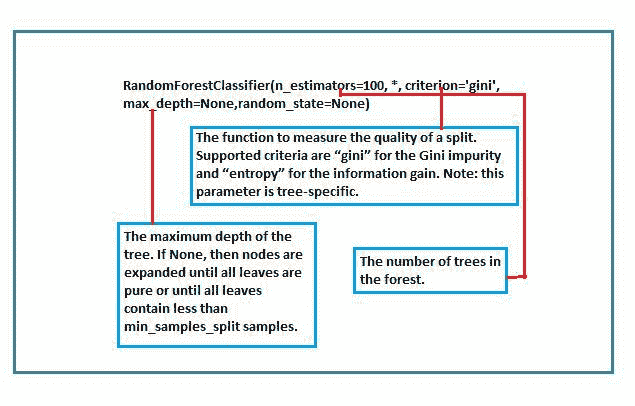 RandomForestClassifier(n_estimators=100, *, criterion='gini',
max_depth=None,random_state=None)
The function to measure the quality of a split.
Supported criteria are “gini” for the Gini impurity
and “entropy” for the information gain. Note: this
parameter is tree-specific.
The maximum depth of the
tree. If None, then nodes are
expanded until all leaves are
pure or until all leaves
contain less than
min_samples_split samples.
The number of trees in
the forest.